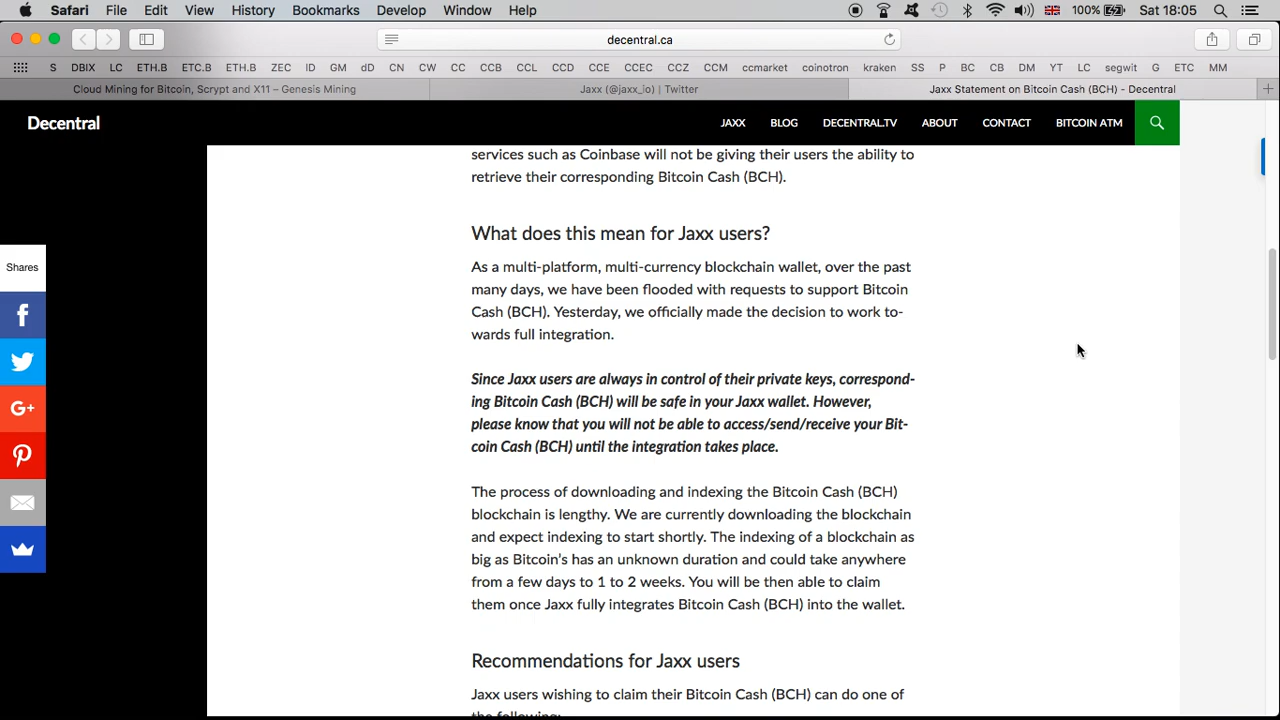 Safari File Edit View History Bookmarks Develop Window Help 100% Sat 18:05
decentral.ca
S DBIX LC ETH.B ETC.B ETH.B ZEC ID GM dD CN CW CC CCB CCL CCD CCE CCEC CCZ CCM ccmarket coinotron kraken SS P BC CB DM YT LC segwit G ETC MM
Cloud Mining for Bitcoin, Scrypt and X11 – Genesis Mining Jaxx (@jaxx_io) | Twitter Jaxx Statement on Bitcoin Cash (BCH) - Decentral
Decentral JAXX BLOG DECENTRAL.TV ABOUT CONTACT BITCOIN ATM
services such as Coinbase will not be giving their users the ability to
retrieve their corresponding Bitcoin Cash (BCH).
What does this mean for Jaxx users?
Shares
As a multi-platform, multi-currency blockchain wallet, over the past
many days, we have been flooded with requests to support Bitcoin
Cash (BCH). Yesterday, we officially made the decision to work to-
wards full integration.
Since Jaxx users are always in control of their private keys, correspond-
ing Bitcoin Cash (BCH) will be safe in your Jaxx wallet. However,
please know that you will not be able to access/send/receive your Bit-
coin Cash (BCH) until the integration takes place.
The process of downloading and indexing the Bitcoin Cash (BCH)
blockchain is lengthy. We are currently downloading the blockchain
and expect indexing to start shortly. The indexing of a blockchain as
big as Bitcoin's has an unknown duration and could take anywhere
from a few days to 1 to 2 weeks. You will be then able to claim
them once Jaxx fully integrates Bitcoin Cash (BCH) into the wallet.
Recommendations for Jaxx users
Jaxx users wishing to claim their Bitcoin Cash (BCH) can do one of
the following: